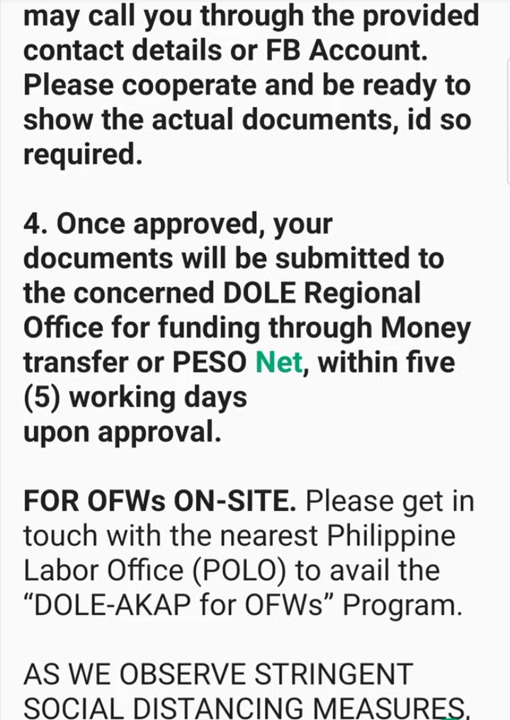 may call you through the provided
contact details or FB Account.
Please cooperate and be ready to
show the actual documents, id so
required.
4. Once approved, your
documents will be submitted to
the concerned DOLE Regional
Office for funding through Money
transfer or PESO Net, within five
(5) working days
upon approval.
FOR OFWs ON-SITE. Please get in
touch with the nearest Philippine
Labor Office (POLO) to avail the
“DOLE-AKAP for OFWs” Program.
AS WE OBSERVE STRINGENT
SOCIAL DISTANCING MEASURES,